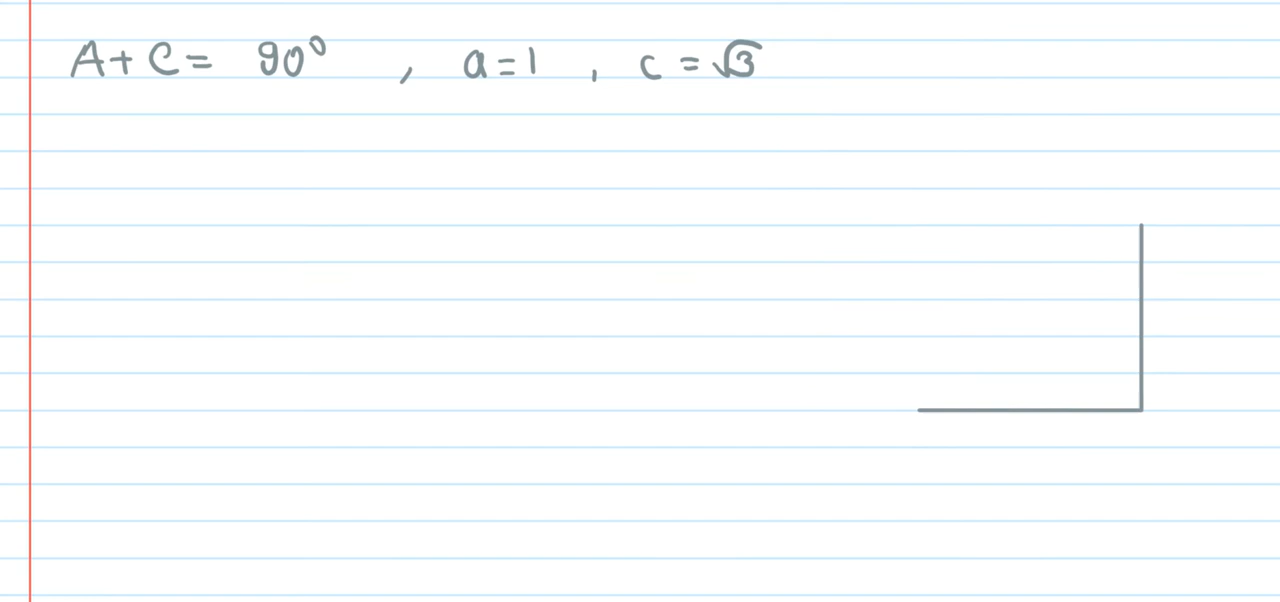 A + C = 90° , a = 1 , c = √3